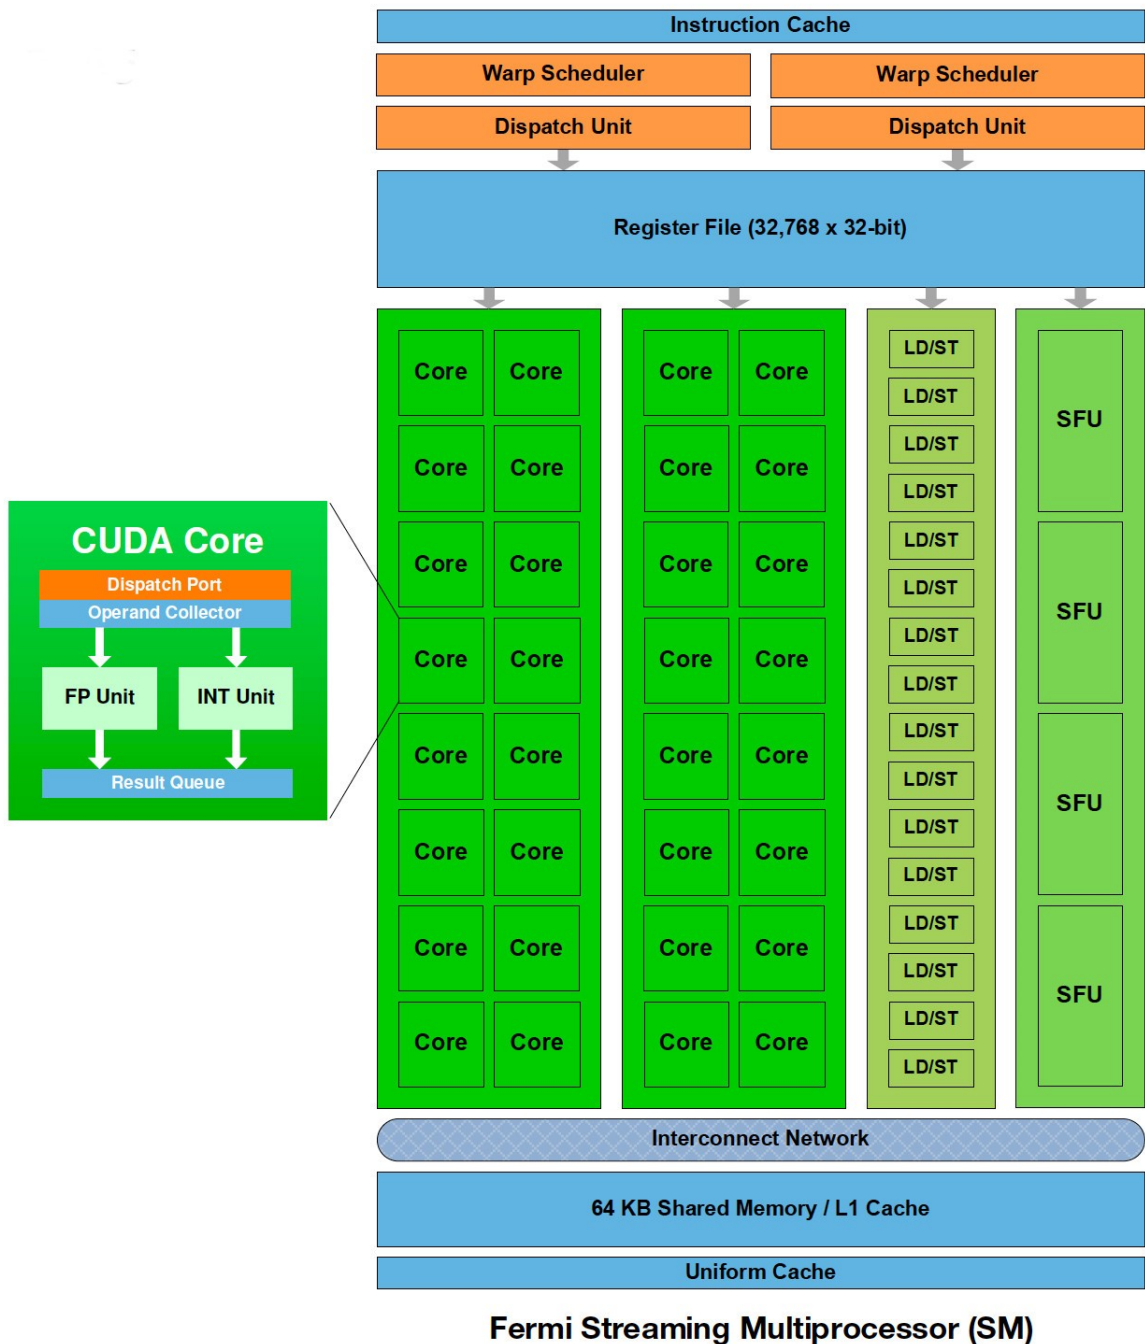 Instruction Cache
Warp Scheduler Warp Scheduler
Dispatch Unit Dispatch Unit
Register File (32,768 x 32-bit)
Core Core Core Core LD/ST SFU
LD/ST
Core Core Core Core LD/ST
LD/ST
Core Core Core Core LD/ST SFU
LD/ST
Core Core Core Core LD/ST
LD/ST
Core Core Core Core LD/ST SFU
LD/ST
Core Core Core Core LD/ST
LD/ST
Core Core Core Core LD/ST SFU
LD/ST
Core Core Core Core LD/ST
LD/ST
CUDA Core
Dispatch Port
Operand Collector
FP Unit INT Unit
Result Queue
Interconnect Network
64 KB Shared Memory / L1 Cache
Uniform Cache
Fermi Streaming Multiprocessor (SM)